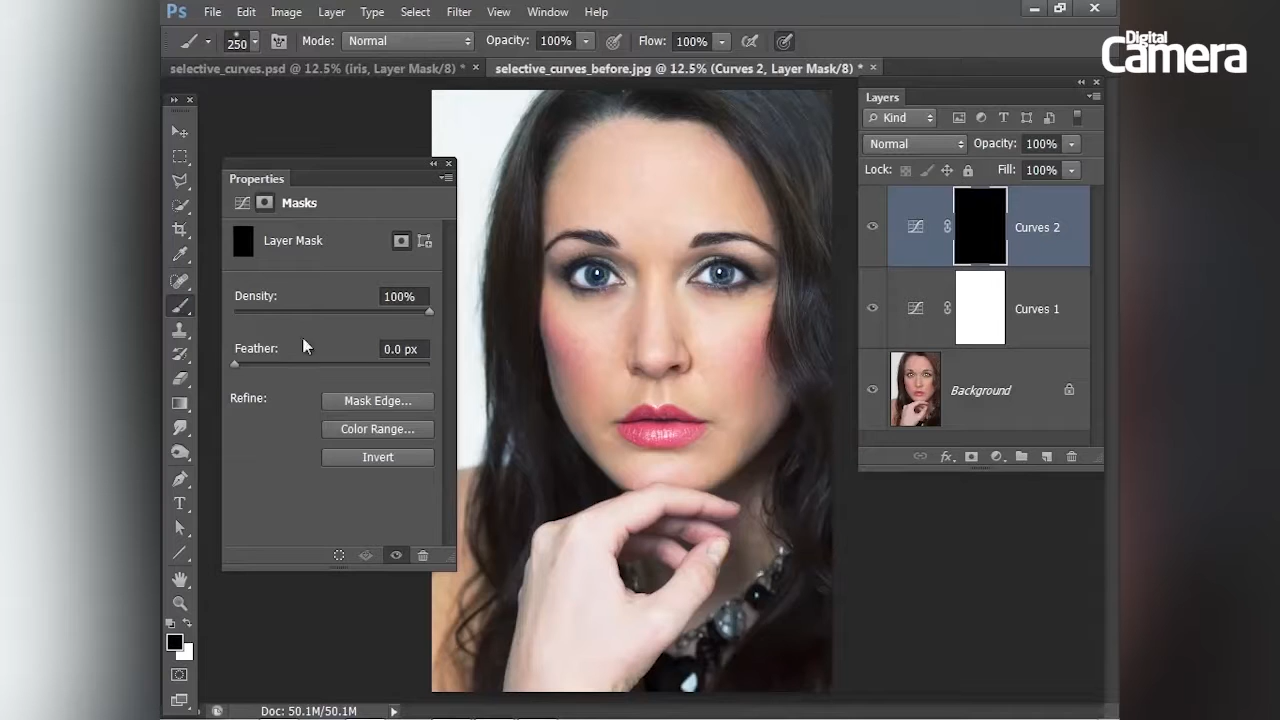 Ps File Edit Image Layer Type Select Filter View Window Help
250 Mode: Normal Opacity: 100% Flow: 100%
Digital
Camera
selective_curves.psd @ 12.5% (iris, Layer Mask/8) * × selective_curves_before.jpg @ 12.5% (Curves 2, Layer Mask/8) * ×
Properties
Masks
Layer Mask
Density: 100%
Feather: 0.0 px
Refine: Mask Edge...
Color Range...
Invert
Layers
Kind
Normal Opacity: 100%
Lock: Fill: 100%
Curves 2
Curves 1
Background
fx.
Doc: 50.1M/50.1M